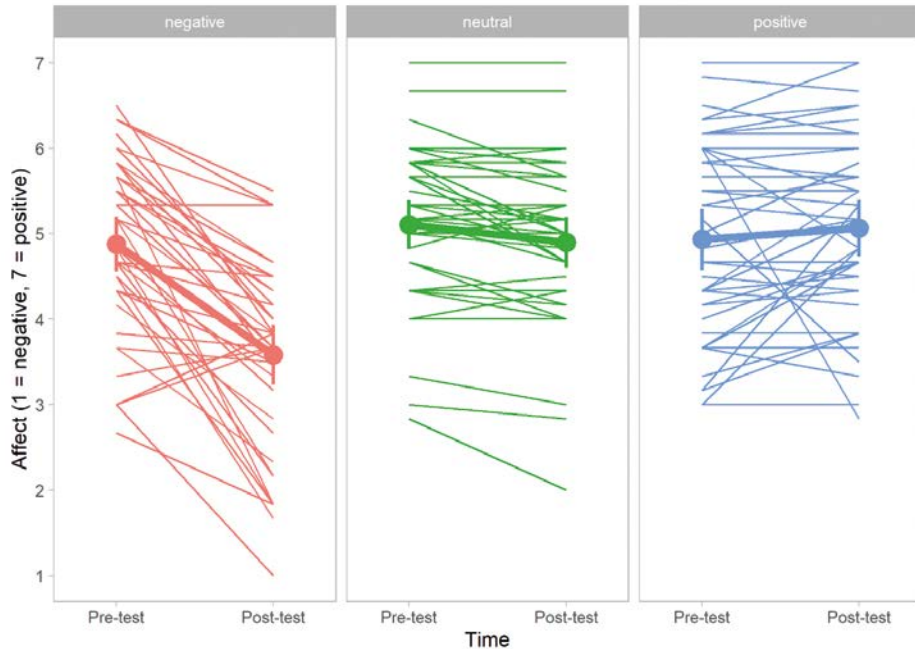 negative neutral positive
Affect (1 = negative, 7 = positive)
7
6
5
4
3
2
1
Pre-test Post-test Pre-test Post-test Pre-test Post-test
Time